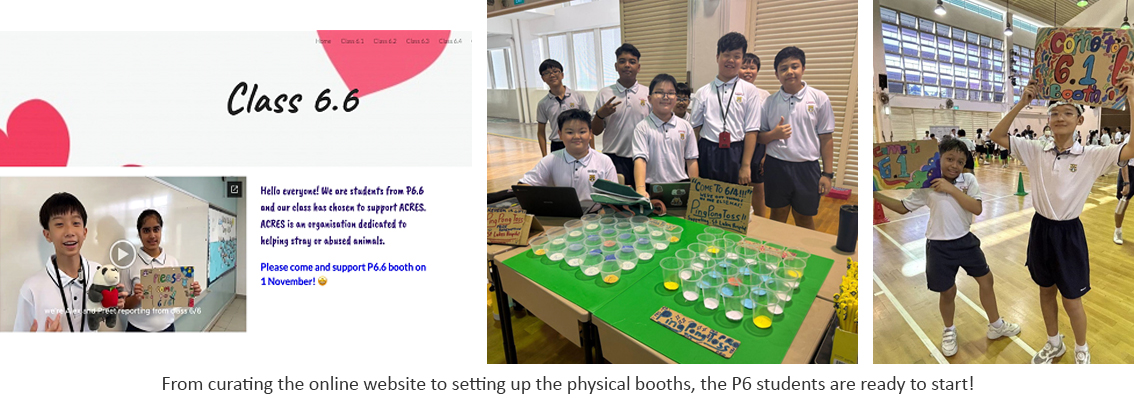 Home Class 6.1 Class 6.2 Class 6.3 Class 6.4
Class 6.6
Hello everyone! We are students from P6.6
and our class has chosen to support ACRES.
ACRES is an organisation dedicated to
helping stray or abused animals.
Please come and support P6.6 booth on
1 November! 🤩
we're Alex and Preet reporting from class 6/6
Please
"COME TO 6/4!!!"
PingPongToss!!
PingPongToss!!
Come to
6.1
Booth!
6.1
From curating the online website to setting up the physical booths, the P6 students are ready to start!